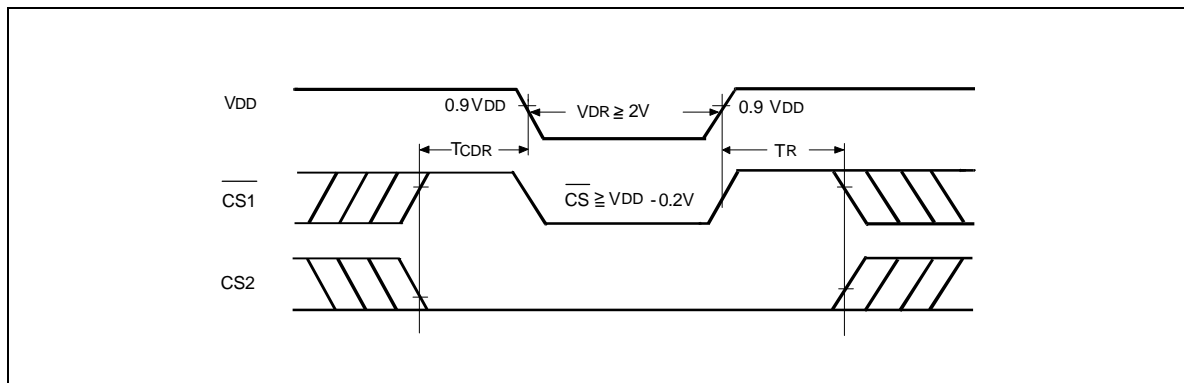 VDD
0.9VDD
VDR ≧ 2V
0.9 VDD
TCDR
TR
CS1
CS ≧ VDD -0.2V
CS2